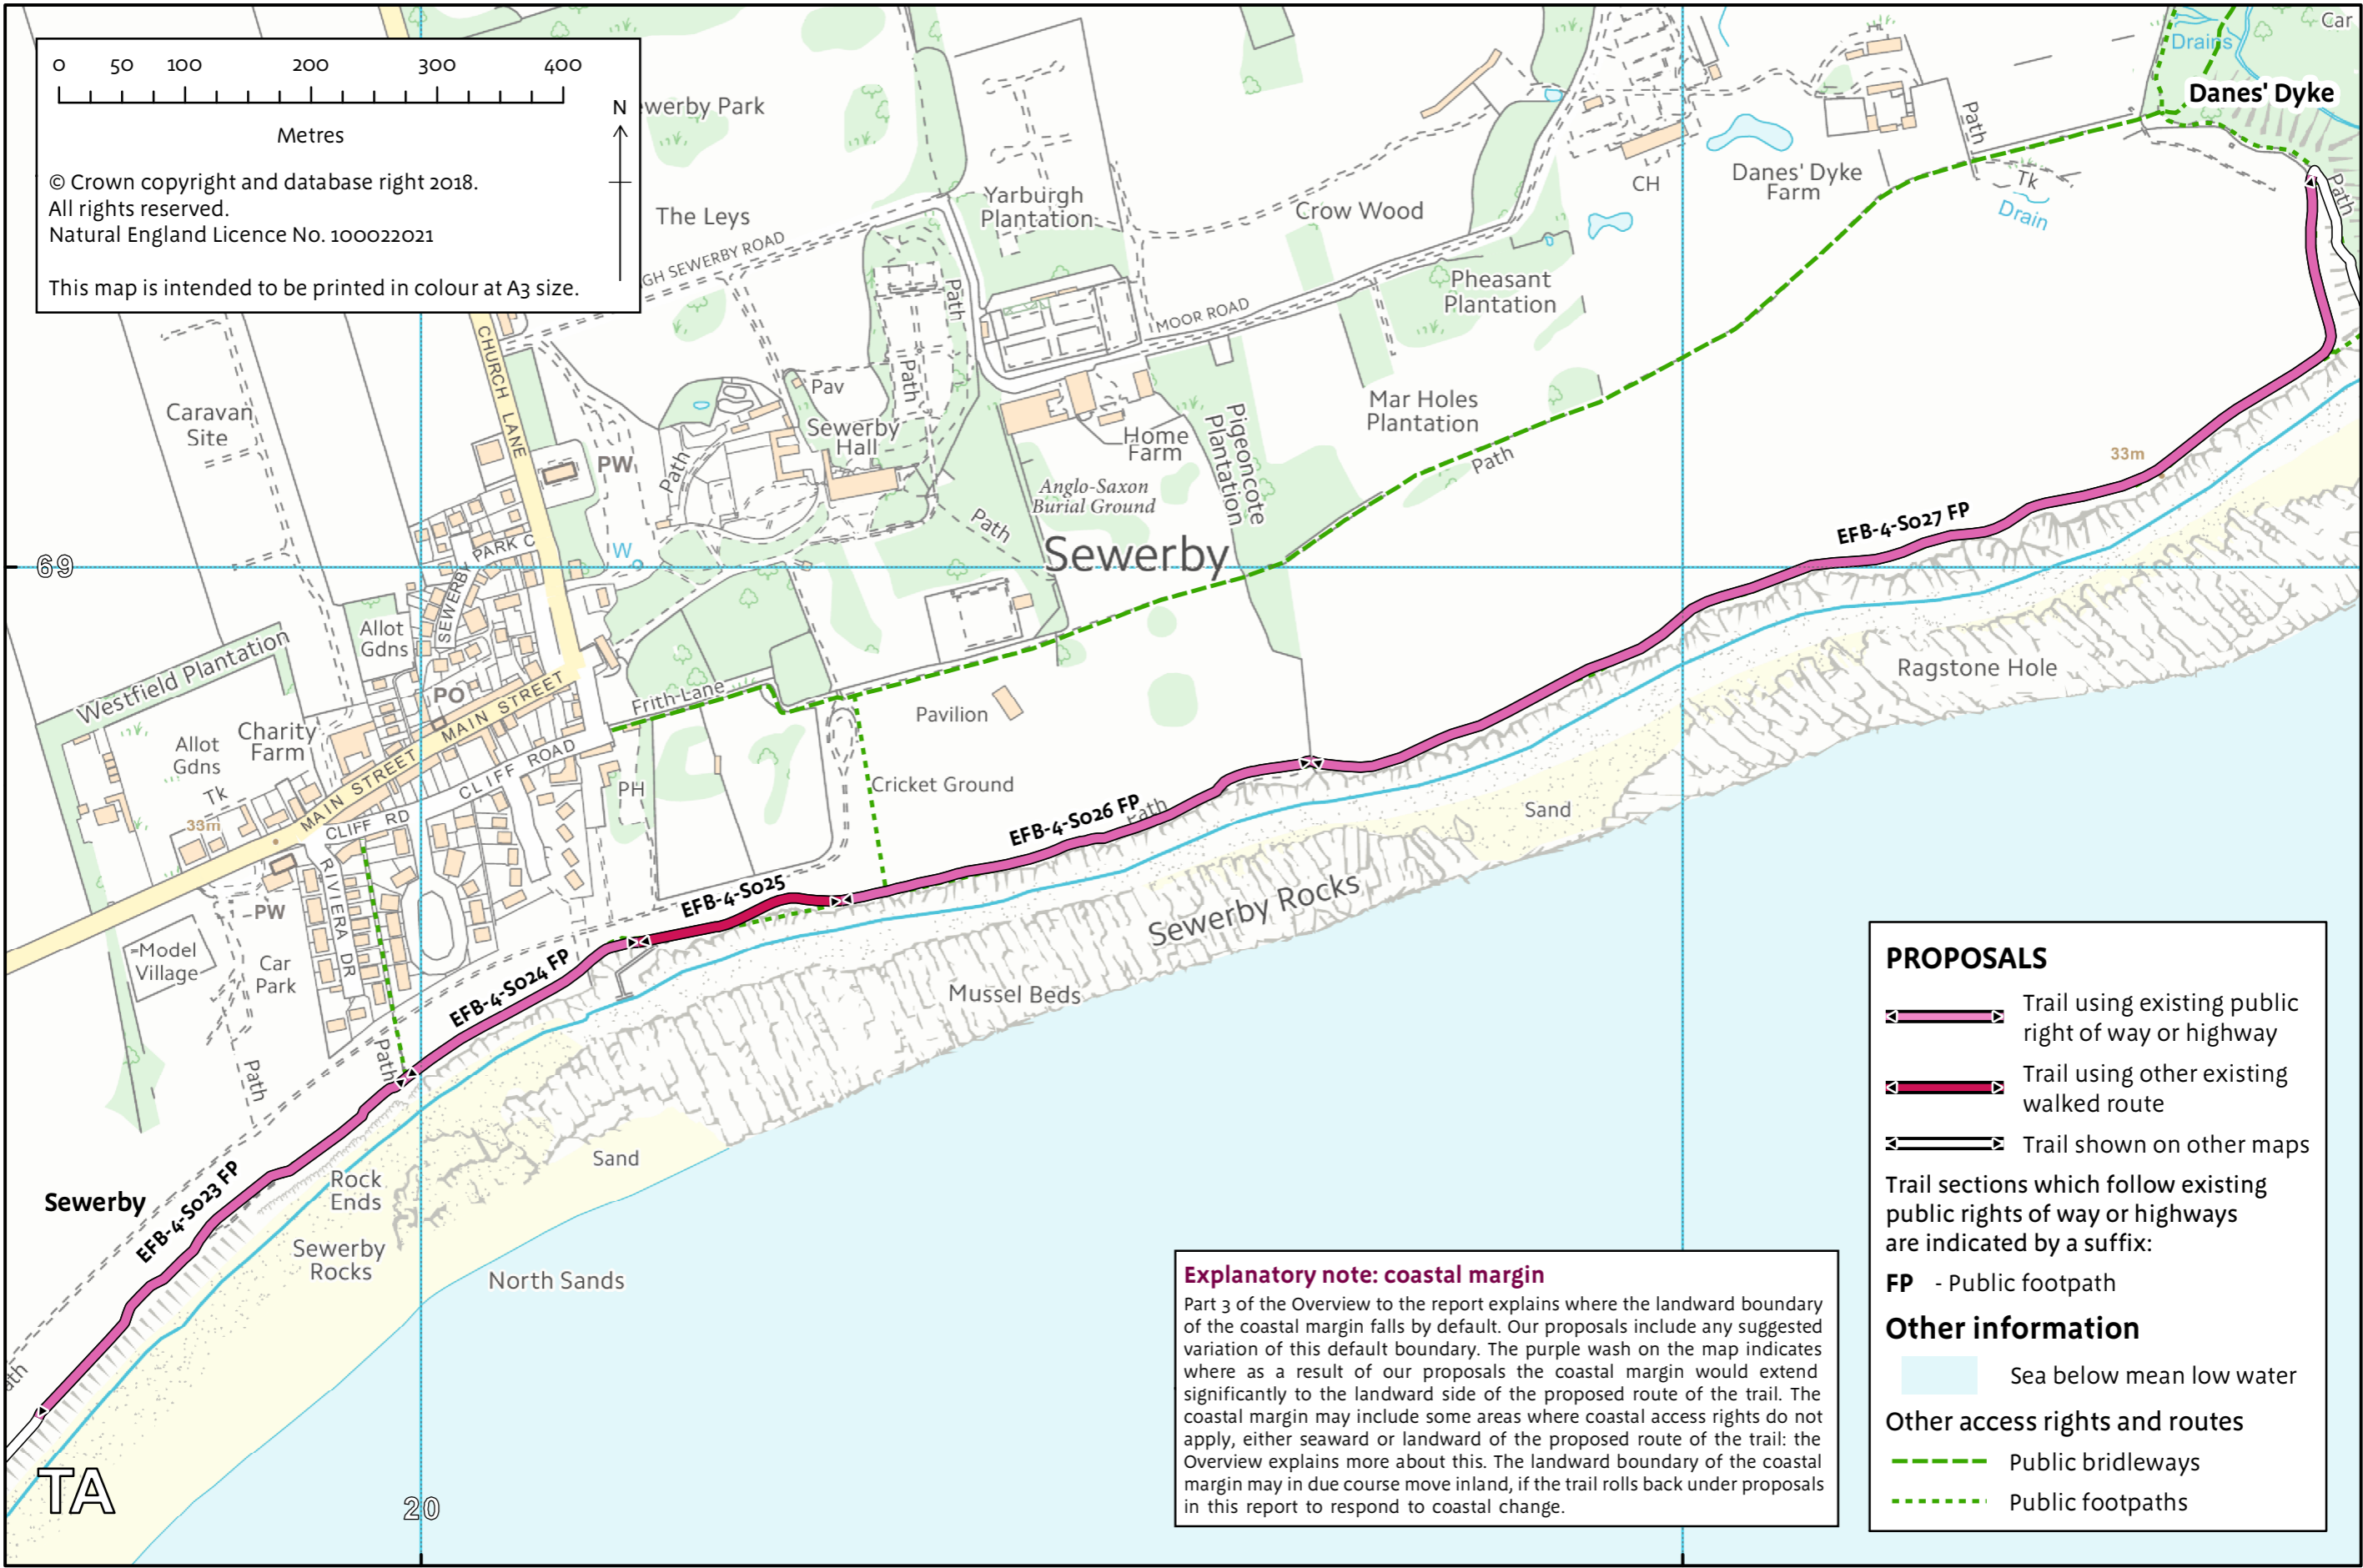 0 50 100 200 300 400
Metres
N
© Crown copyright and database right 2018.
All rights reserved.
Natural England Licence No. 100022021
This map is intended to be printed in colour at A3 size.
ewerby Park
The Leys
GH SEWERBY ROAD
Yarburgh
Plantation
Crow Wood
CH
Danes' Dyke
Farm
Path
Tk
Drain
Drains
Car
Danes' Dyke
Path
Pheasant
Plantation
MOOR ROAD
Path
Path
CHURCH LANE
Caravan
Site
Pav
Sewerby
Hall
Path
PW
Home
Farm
Pigeoncote
Plantation
Mar Holes
Plantation
Path
Anglo-Saxon
Burial Ground
Path
Sewerby
W
69
33m
EFB-4-S027 FP
SEWERBY PARK C
Allot
Gdns
Westfield Plantation
PO
MAIN STREET
Frith Lane
Charity
Farm
Allot
Gdns
Tk
MAIN STREET
CLIFF ROAD
PH
Pavilion
Cricket Ground
Ragstone Hole
33m
CLIFF RD
RIVIERA DR
PW
Model
Village
Car
Park
Path
Path
EFB-4-S026 FP
Path
Sand
EFB-4-S025
Sewerby Rocks
EFB-4-S024 FP
Mussel Beds
Sand
Rock
Ends
Sewerby
EFB-4-S023 FP
Sewerby
Rocks
North Sands
ath
TA
20
Explanatory note: coastal margin
Part 3 of the Overview to the report explains where the landward boundary
of the coastal margin falls by default. Our proposals include any suggested
variation of this default boundary. The purple wash on the map indicates
where as a result of our proposals the coastal margin would extend
significantly to the landward side of the proposed route of the trail. The
coastal margin may include some areas where coastal access rights do not
apply, either seaward or landward of the proposed route of the trail: the
Overview explains more about this. The landward boundary of the coastal
margin may in due course move inland, if the trail rolls back under proposals
in this report to respond to coastal change.
PROPOSALS
Trail using existing public
right of way or highway
Trail using other existing
walked route
Trail shown on other maps
Trail sections which follow existing
public rights of way or highways
are indicated by a suffix:
FP - Public footpath
Other information
Sea below mean low water
Other access rights and routes
Public bridleways
Public footpaths